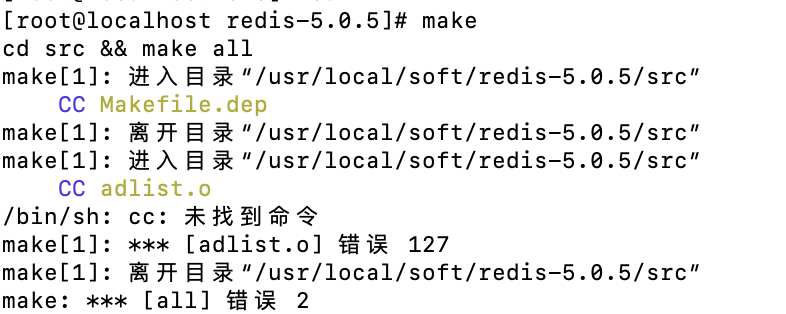 [root@localhost redis-5.0.5]# make
cd src && make all
make[1]: 进入目录“/usr/local/soft/redis-5.0.5/src”
    CC Makefile.dep
make[1]: 离开目录“/usr/local/soft/redis-5.0.5/src”
make[1]: 进入目录“/usr/local/soft/redis-5.0.5/src”
    CC adlist.o
/bin/sh: cc: 未找到命令
make[1]: *** [adlist.o] 错误 127
make[1]: 离开目录“/usr/local/soft/redis-5.0.5/src”
make: *** [all] 错误 2